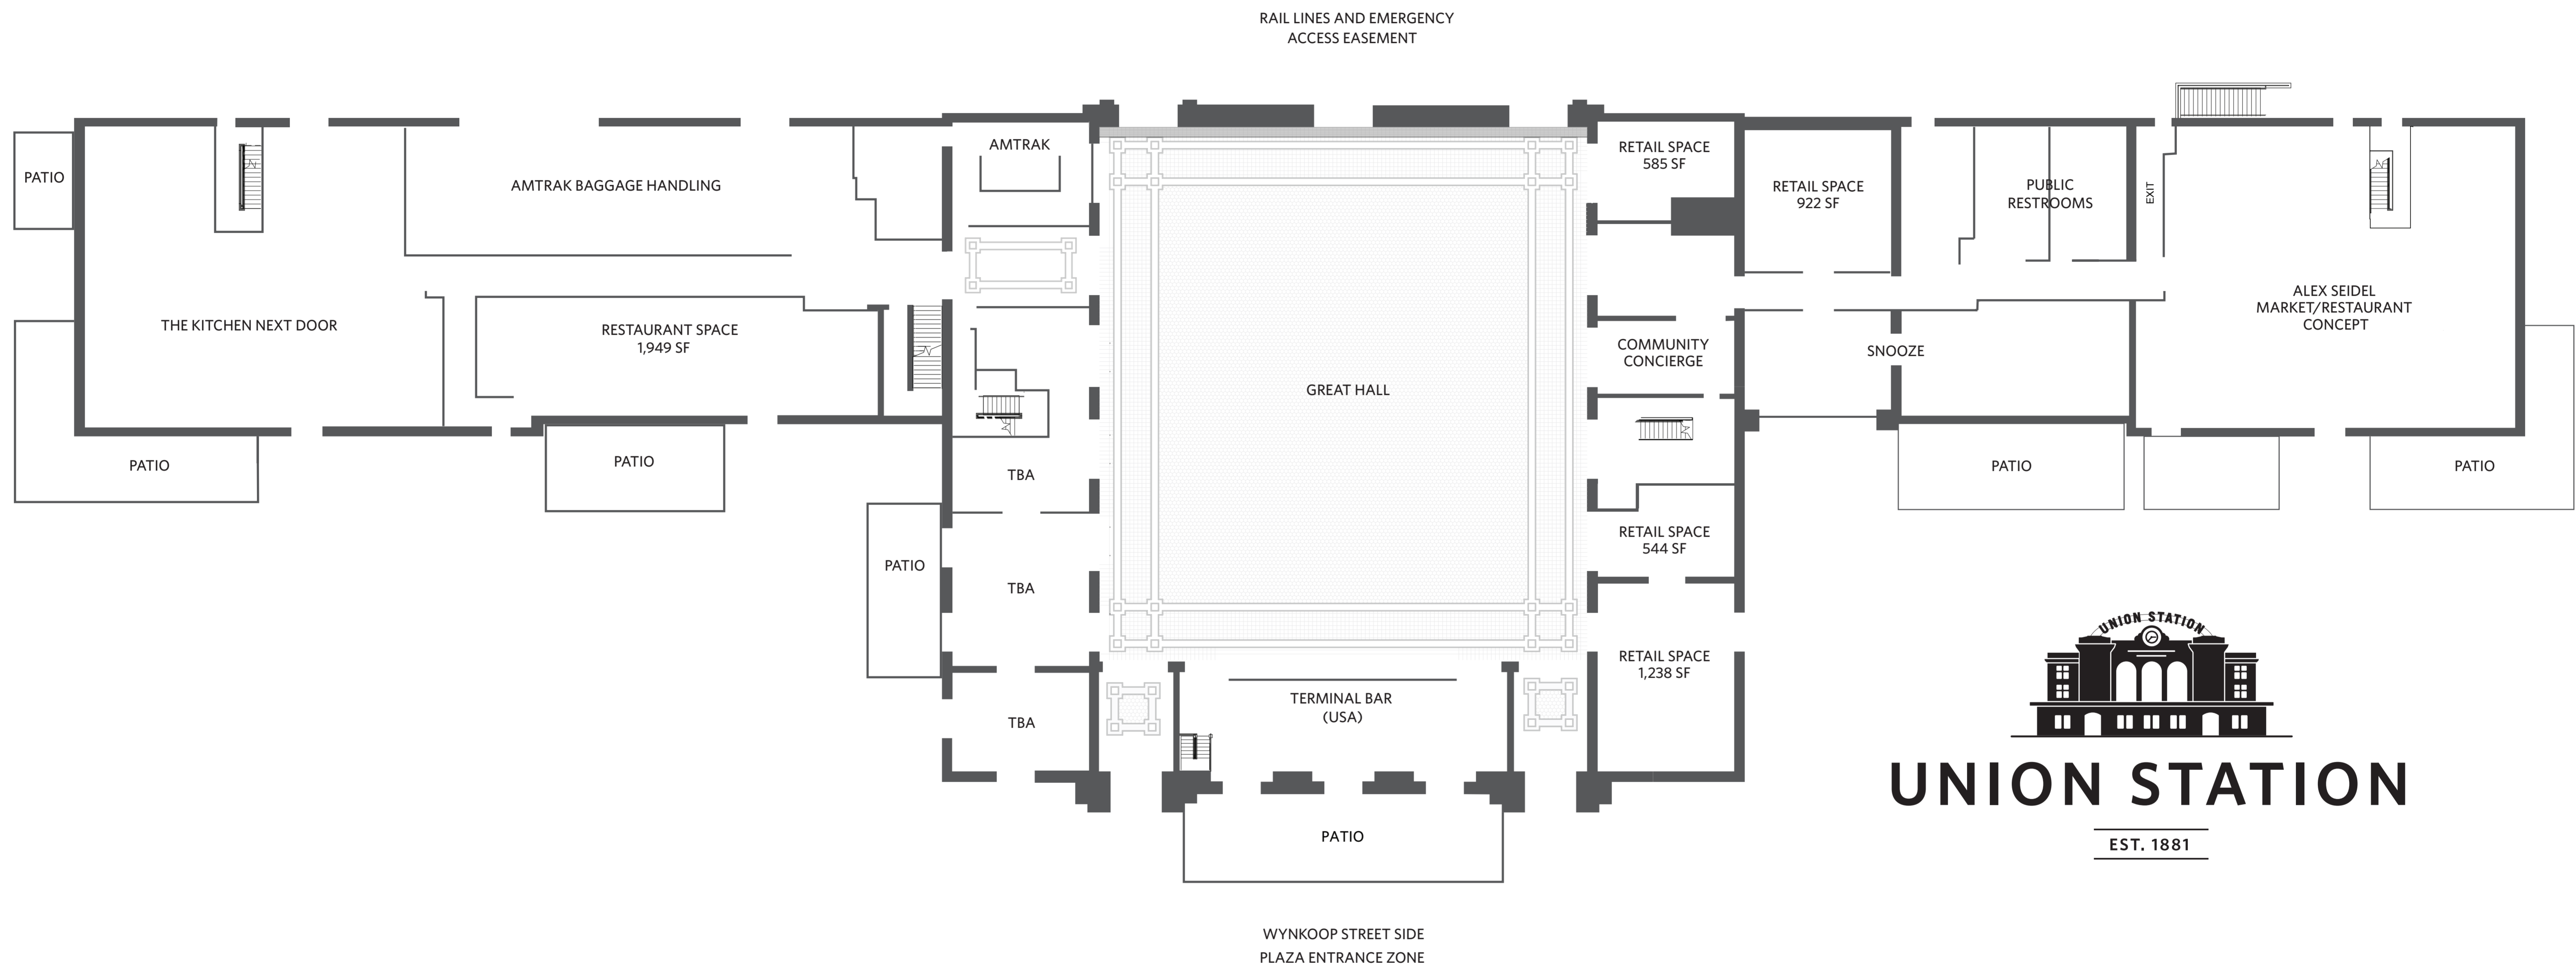 RAIL LINES AND EMERGENCY
ACCESS EASEMENT
PATIO
AMTRAK BAGGAGE HANDLING
AMTRAK
RETAIL SPACE
585 SF
RETAIL SPACE
922 SF
PUBLIC
RESTROOMS
EXIT
THE KITCHEN NEXT DOOR
RESTAURANT SPACE
1,949 SF
GREAT HALL
COMMUNITY
CONCIERGE
SNOOZE
ALEX SEIDEL
MARKET/RESTAURANT
CONCEPT
PATIO
PATIO
TBA
PATIO
PATIO
PATIO
TBA
RETAIL SPACE
544 SF
TBA
TERMINAL BAR
(USA)
RETAIL SPACE
1,238 SF
PATIO
UNION STATION
UNION STATION
EST. 1881
WYNKOOP STREET SIDE
PLAZA ENTRANCE ZONE